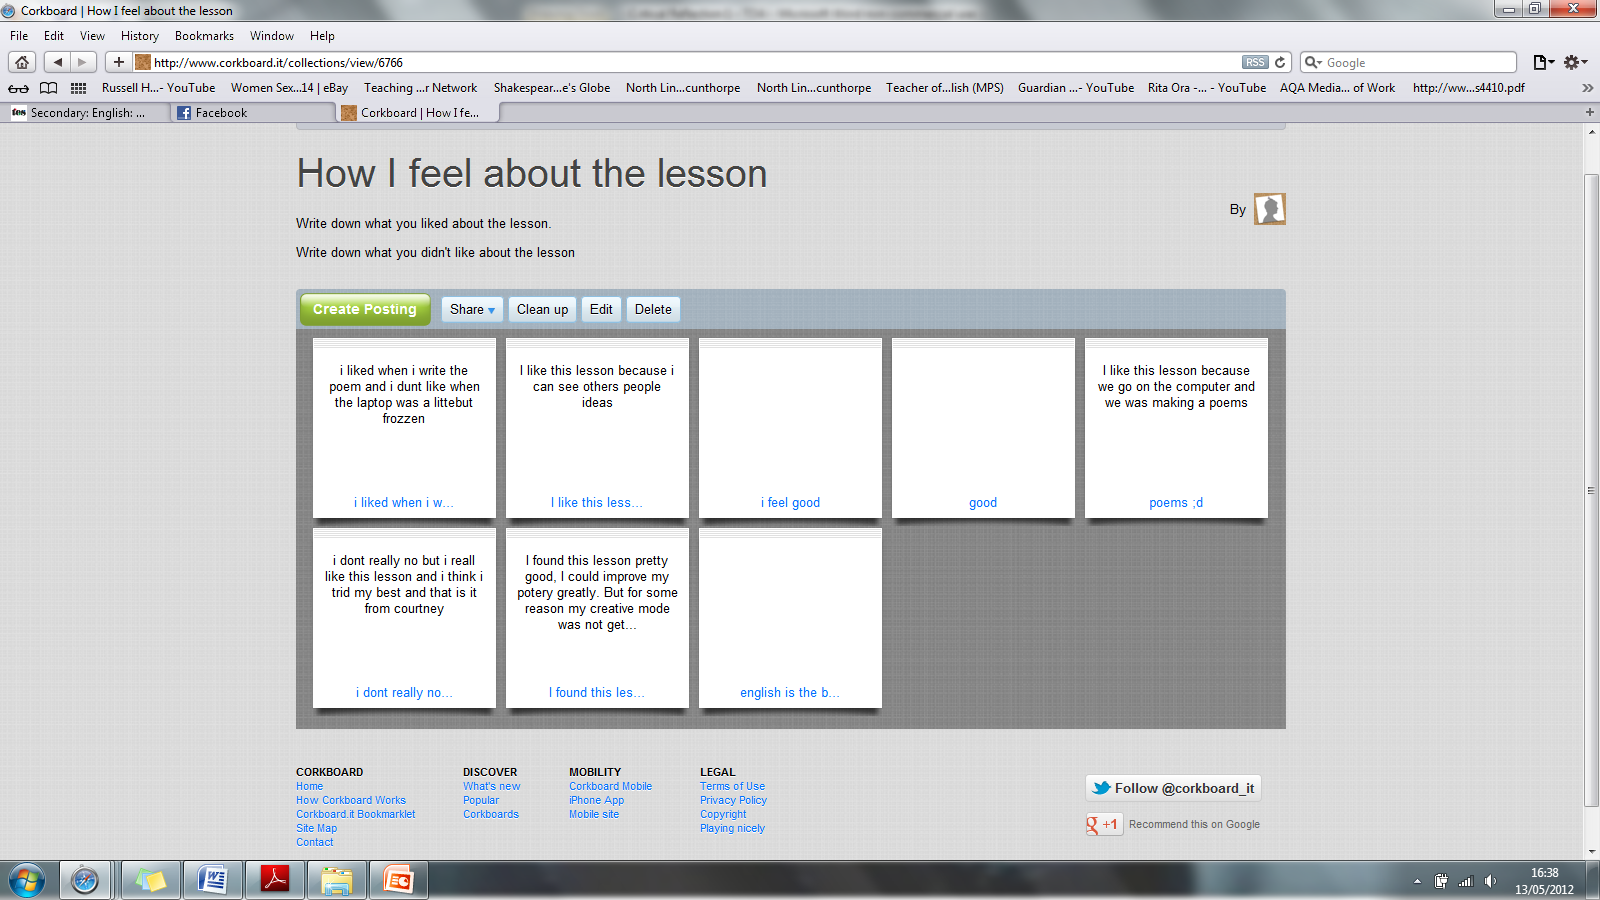 Corkboard | How I feel about the lesson
File Edit View History Bookmarks Window Help
http://www.corkboard.it/collections/view/6766 RSS Google
Russell H...- YouTube Women Sex...14 | eBay Teaching ...r Network Shakespear...e's Globe North Lin...cunthorpe North Lin...cunthorpe Teacher of...lish (MPS) Guardian ...- YouTube Rita Ora -... - YouTube AQA Media... of Work http://ww...s4410.pdf
tes Secondary: English: ... Facebook Corkboard | How I fe...
How I feel about the lesson
By
Write down what you liked about the lesson.
Write down what you didn't like about the lesson
Create Posting Share Clean up Edit Delete
i liked when i write the
poem and i dunt like when
the laptop was a littebut
frozzen
i liked when i w...
I like this lesson because i
can see others people
ideas
I like this less...
i feel good
good
I like this lesson because
we go on the computer and
we was making a poems
poems ;d
i dont really no but i reall
like this lesson and i think i
trid my best and that is it
from courtney
i dont really no...
I found this lesson pretty
good, I could improve my
potery greatly. But for some
reason my creative mode
was not get...
I found this les...
english is the b...
CORKBOARD
Home
How Corkboard Works
Corkboard.it Bookmarklet
Site Map
Contact
DISCOVER
What's new
Popular
Corkboards
MOBILITY
Corkboard Mobile
iPhone App
Mobile site
LEGAL
Terms of Use
Privacy Policy
Copyright
Playing nicely
Follow @corkboard_it
g +1 Recommend this on Google
16:38
13/05/2012